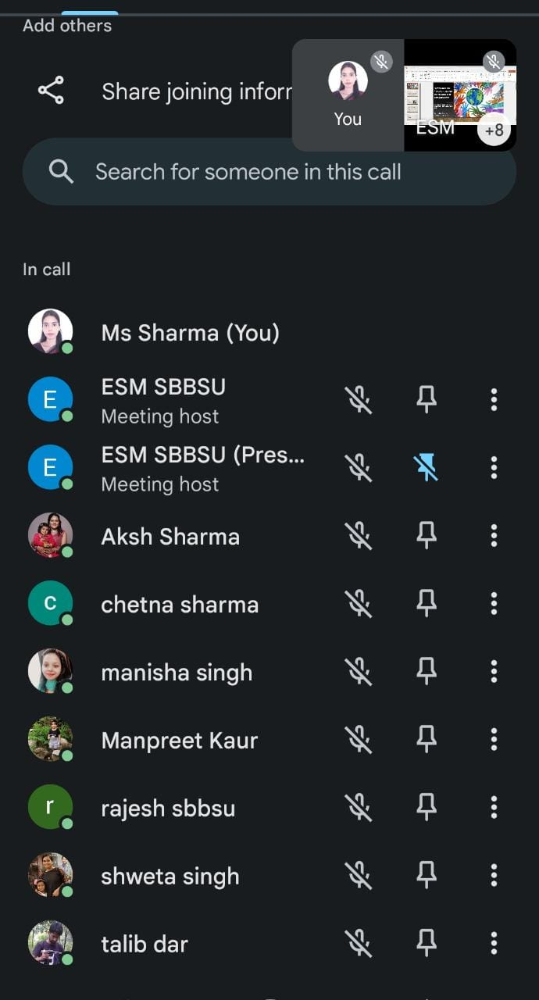 Add others
Share joining inforr
You
ESM
+8
Search for someone in this call
In call
Ms Sharma (You)
E
ESM SBBSU
Meeting host
E
ESM SBBSU (Pres...
Meeting host
Aksh Sharma
c
chetna sharma
manisha singh
Manpreet Kaur
r
rajesh sbbsu
shweta singh
talib dar